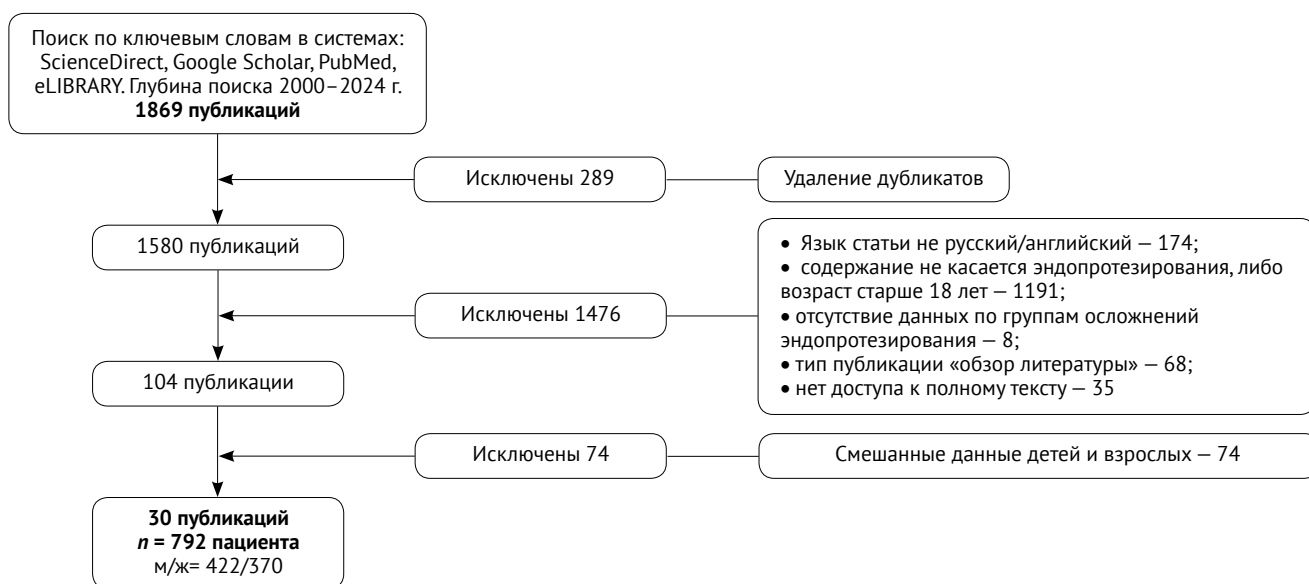 Поиск по ключевым словам в системах:
ScienceDirect, Google Scholar, PubMed,
eLIBRARY. Глубина поиска 2000–2024 г.
1869 публикаций
Исключены 289
Удаление дубликатов
1580 публикаций
• Язык статьи не русский/английский — 174;
• содержание не касается эндопротезирования, либо
возраст старше 18 лет — 1191;
• отсутствие данных по группам осложнений
эндопротезирования — 8;
• тип публикации «обзор литературы» — 68;
• нет доступа к полному тексту — 35
Исключены 1476
104 публикации
Исключены 74
Смешанные данные детей и взрослых — 74
30 публикаций
n = 792 пациента
м/ж= 422/370